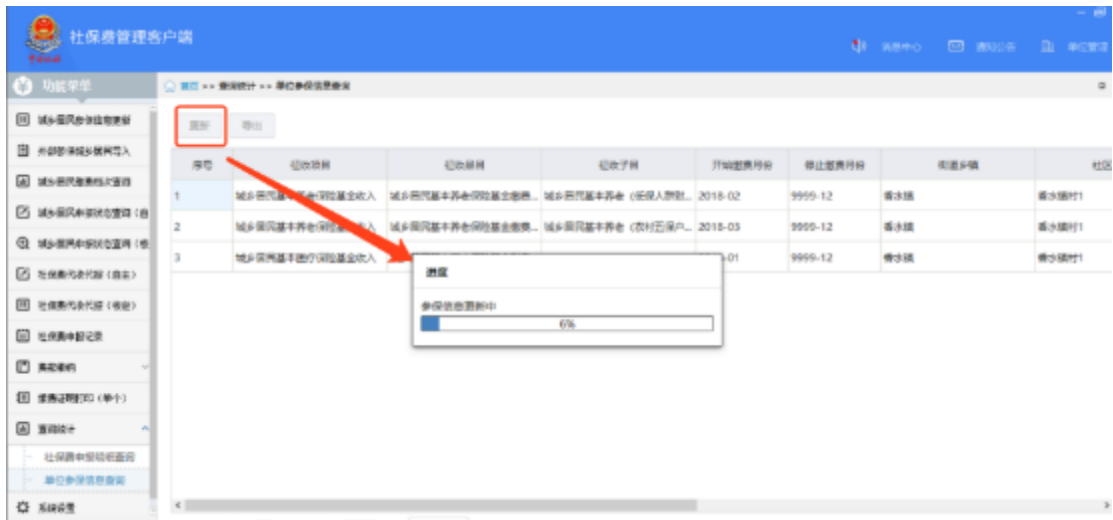 社保费管理客户端
消息中心 通知公告 单位管理
功能菜单
首页 >> 查询统计 >> 单位参保信息查询
城乡居民参保信息更新
更新 导出
外部参保城乡居民导入
序号 征收项目 征收品目 征收子目 开始缴费月份 停止缴费月份 街道乡镇 社区
城乡居民缴费档次查询
1 城乡居民基本养老保险基金收入 城乡居民基本养老保险基金缴费... 城乡居民基本养老（低保人群财... 2018-02 9999-12 香水镇 香水镇村1
城乡居民申报状态查询（自
2 城乡居民基本养老保险基金收入 城乡居民基本养老保险基金缴费... 城乡居民基本养老（农村五保户... 2018-03 9999-12 香水镇 香水镇村1
城乡居民申报状态查询（核
3 城乡居民基本医疗保险基金收入 -01 9999-12 香水镇 香水镇村1
社保费代收代缴（自主）
进度
社保费代收代缴（核定）
参保信息更新中
6%
社保费申报记录
费款缴纳
缴费证明打印（单个）
查询统计
社保费申报明细查询
单位参保信息查询
系统设置